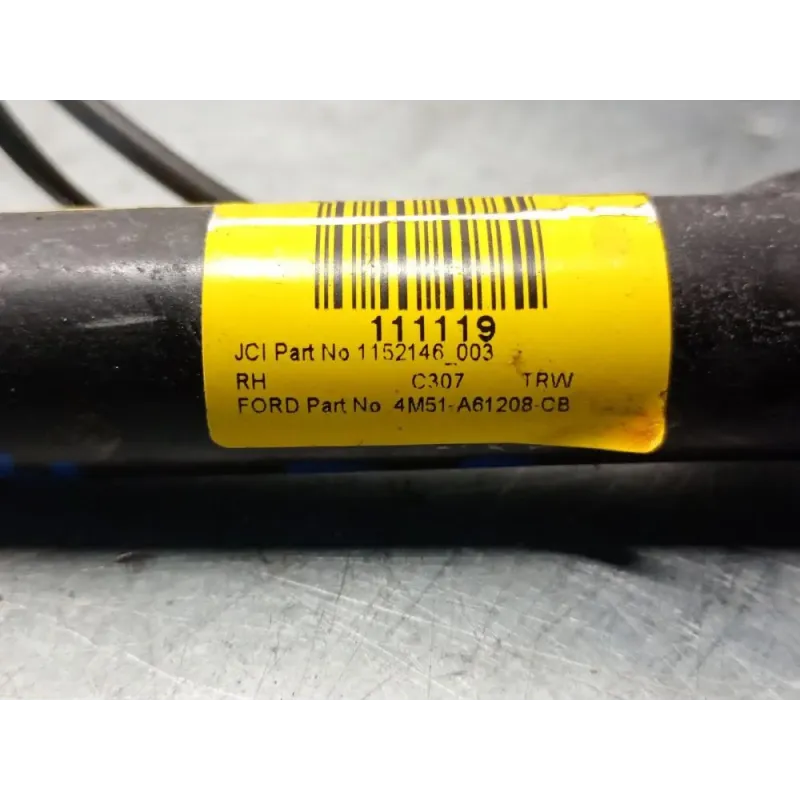 111119
JCI Part No 1152146_003
RH C307 TRW
FORD Part No 4M51-A61208-CB